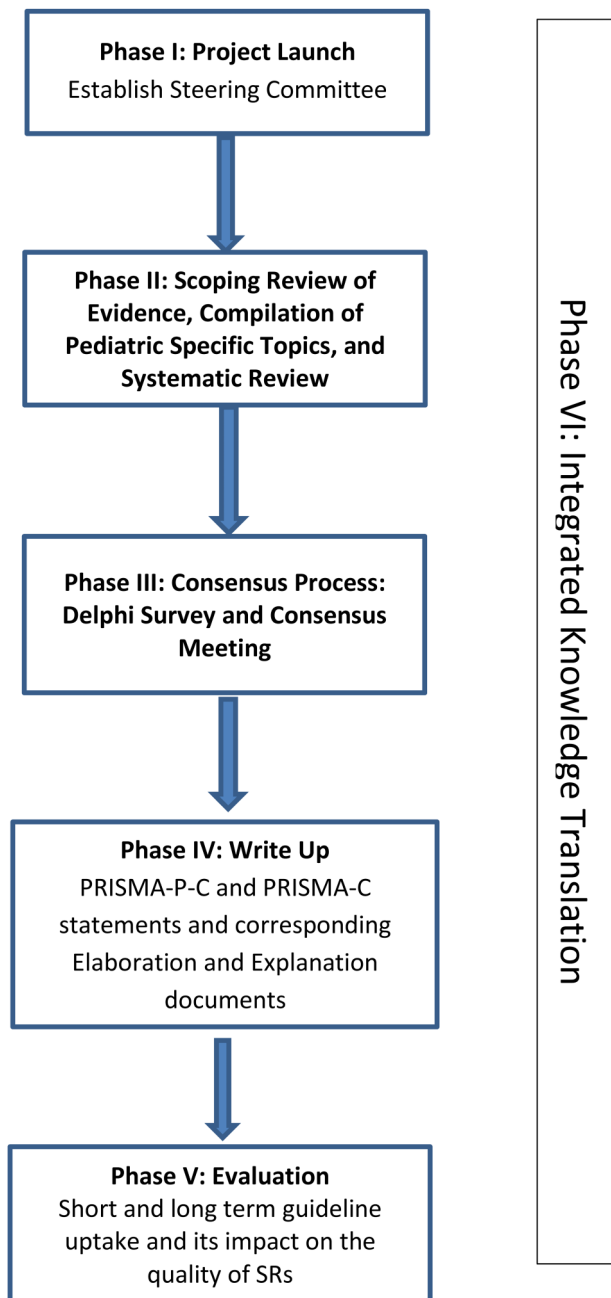 Phase I: Project Launch
Establish Steering Committee
Phase II: Scoping Review of
Evidence, Compilation of
Pediatric Specific Topics, and
Systematic Review
Phase III: Consensus Process:
Delphi Survey and Consensus
Meeting
Phase IV: Write Up
PRISMA-P-C and PRISMA-C
statements and corresponding
Elaboration and Explanation
documents
Phase V: Evaluation
Short and long term guideline
uptake and its impact on the
quality of SRs
Phase VI: Integrated Knowledge Translation